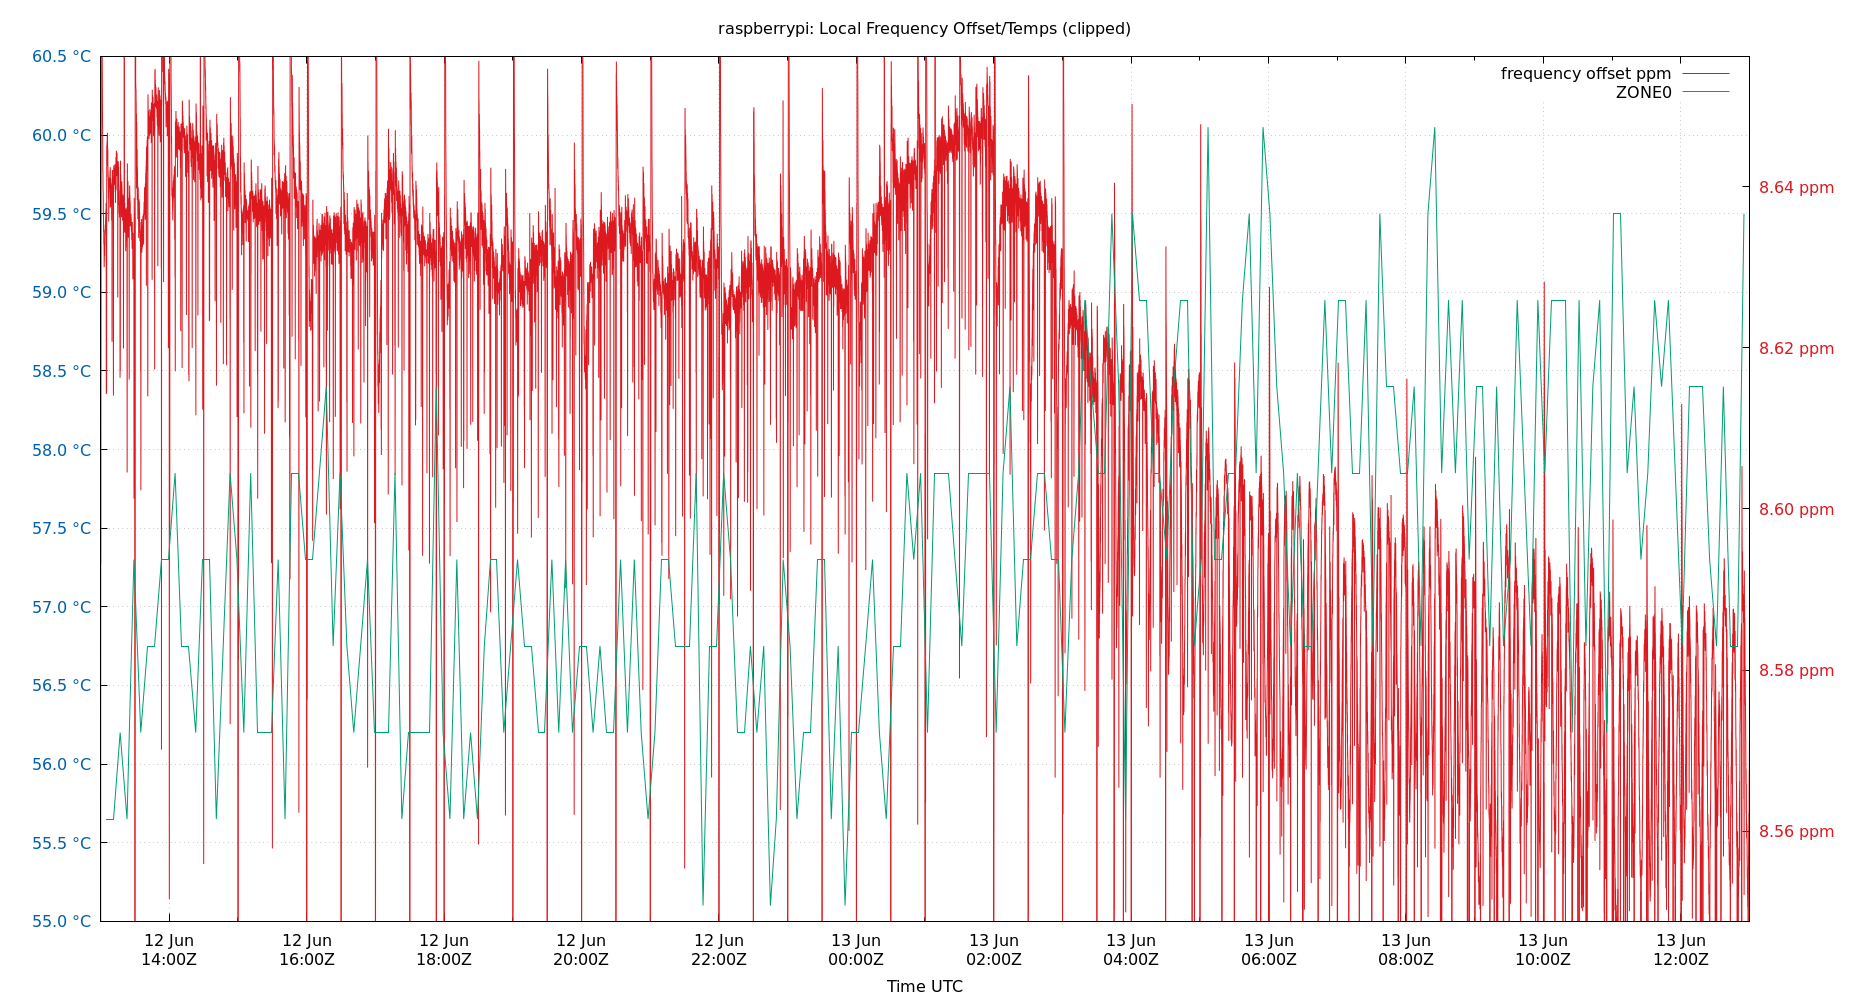 raspberrypi: Local Frequency Offset/Temps (clipped)
frequency offset ppm
ZONE0
60.5 °C
60.0 °C
59.5 °C
59.0 °C
58.5 °C
58.0 °C
57.5 °C
57.0 °C
56.5 °C
56.0 °C
55.5 °C
55.0 °C
8.64 ppm
8.62 ppm
8.60 ppm
8.58 ppm
8.56 ppm
12 Jun 12 Jun 12 Jun 12 Jun 12 Jun 13 Jun 13 Jun 13 Jun 13 Jun 13 Jun 13 Jun 13 Jun
14:00Z 16:00Z 18:00Z 20:00Z 22:00Z 00:00Z 02:00Z 04:00Z 06:00Z 08:00Z 10:00Z 12:00Z
Time UTC